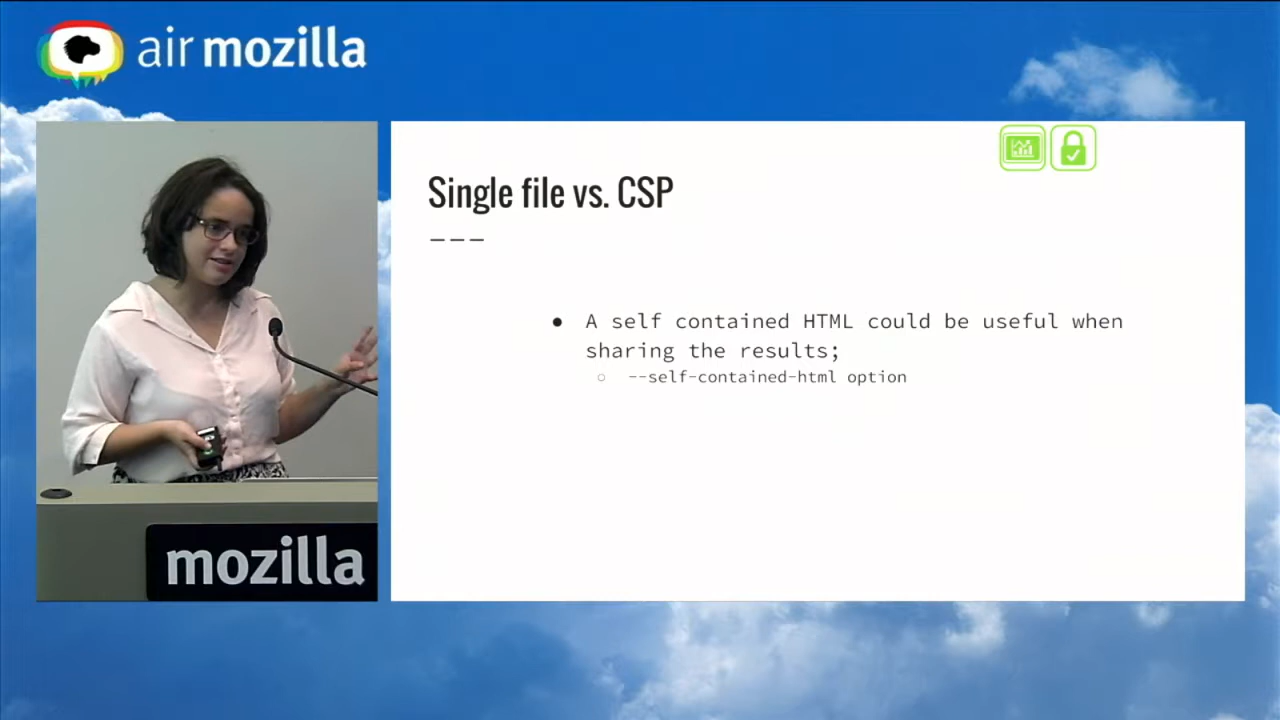 air mozilla
Single file vs. CSP
---
● A self contained HTML could be useful when
sharing the results;
○ --self-contained-html option
mozilla